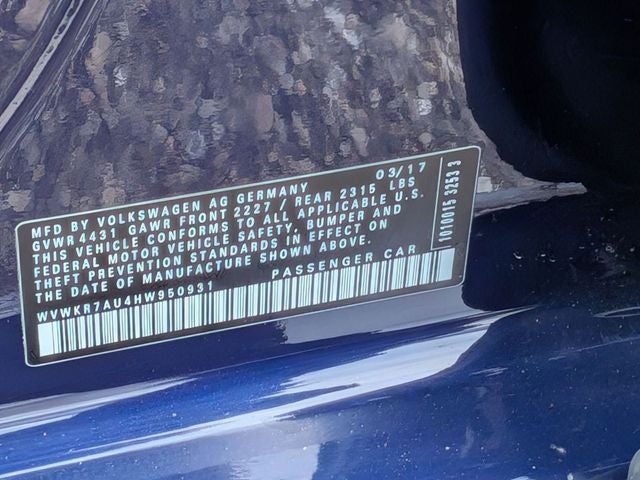 MFD BY VOLKSWAGEN AG GERMANY 03/17
GVWR 4431 GAWR FRONT 2227 / REAR 2315 LBS
THIS VEHICLE CONFORMS TO ALL APPLICABLE U.S.
FEDERAL MOTOR VEHICLE SAFETY, BUMPER AND
THEFT PREVENTION STANDARDS IN EFFECT ON
THE DATE OF MANUFACTURE SHOWN ABOVE.
WVWKR7AU4HW950931 PASSENGER CAR
1010015 3253 3